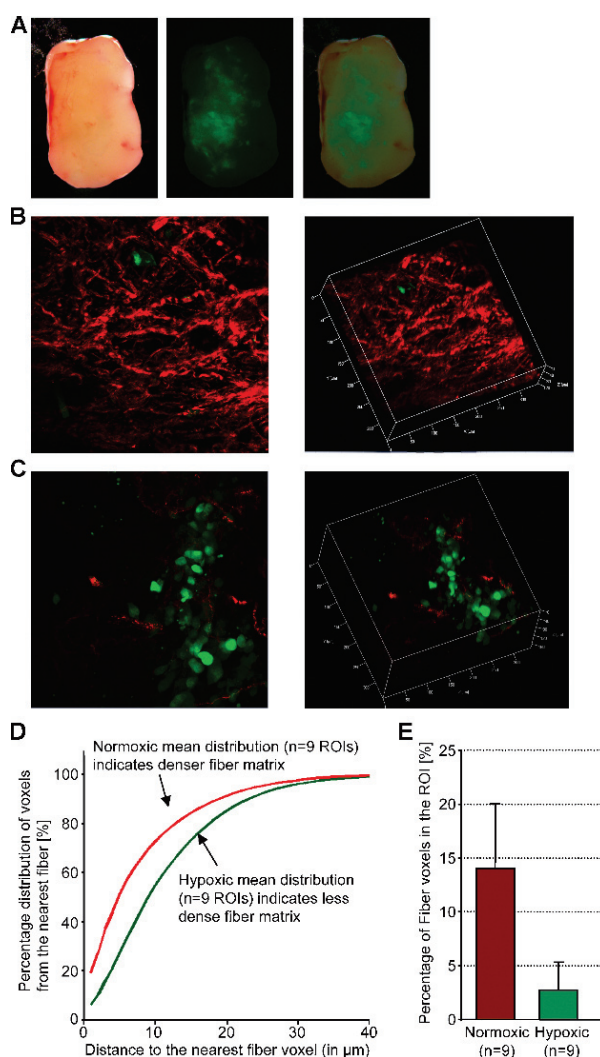 A
B
C
D
Normoxic mean distribution (n=9 ROIs)
indicates denser fiber matrix
Hypoxic mean distribution
(n=9 ROIs) indicates less
dense fiber matrix
Percentage distribution of voxels
from the nearest fiber [%]
100
80
60
40
20
0
0
10
20
30
40
Distance to the nearest fiber voxel (in µm)
E
Percentage of Fiber voxels in the ROI [%]
25
20
15
10
5
0
Normoxic Hypoxic
(n=9) (n=9)